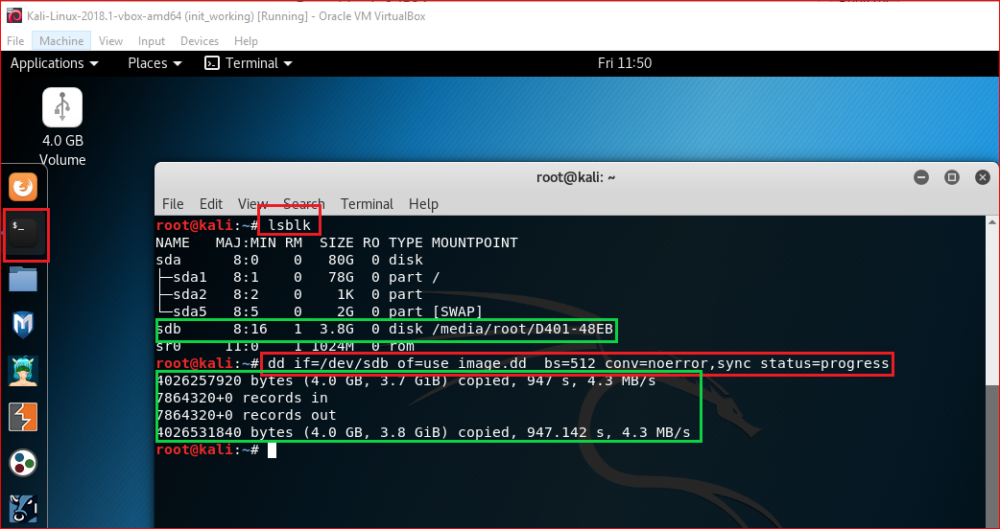 Kali-Linux-2018.1-vbox-amd64 (init_working) [Running] - Oracle VM VirtualBox
File Machine View Input Devices Help
Applications Places Terminal Fri 11:50
4.0 GB
Volume
root@kali: ~
File Edit View Search Terminal Help
root@kali:~# lsblk
NAME   MAJ:MIN RM  SIZE RO TYPE MOUNTPOINT
sda      8:0    0   80G  0 disk
├─sda1   8:1    0   78G  0 part /
├─sda2   8:2    0    1K  0 part
└─sda5   8:5    0    2G  0 part [SWAP]
sdb      8:16   1  3.8G  0 disk /media/root/D401-48EB
sr0     11:0    1 1024M  0 rom
root@kali:~# dd if=/dev/sdb of=use_image.dd  bs=512 conv=noerror,sync status=progress
4026257920 bytes (4.0 GB, 3.7 GiB) copied, 947 s, 4.3 MB/s
7864320+0 records in
7864320+0 records out
4026531840 bytes (4.0 GB, 3.8 GiB) copied, 947.142 s, 4.3 MB/s
root@kali:~#